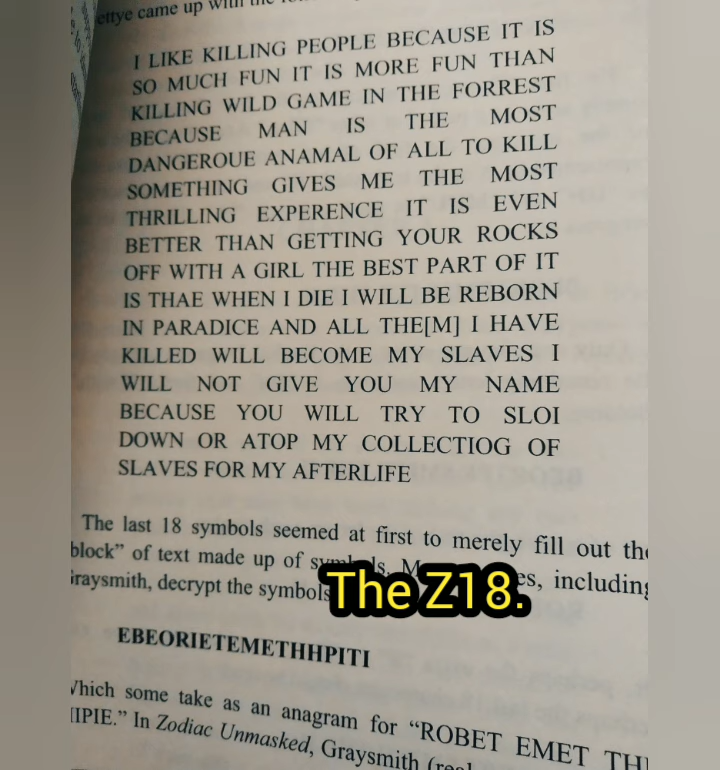 ettye came up with the
I LIKE KILLING PEOPLE BECAUSE IT IS
SO MUCH FUN IT IS MORE FUN THAN
KILLING WILD GAME IN THE FORREST
BECAUSE MAN IS THE MOST
DANGEROUE ANAMAL OF ALL TO KILL
SOMETHING GIVES ME THE MOST
THRILLING EXPERENCE IT IS EVEN
BETTER THAN GETTING YOUR ROCKS
OFF WITH A GIRL THE BEST PART OF IT
IS THAE WHEN I DIE I WILL BE REBORN
IN PARADICE AND ALL THE[M] I HAVE
KILLED WILL BECOME MY SLAVES I
WILL NOT GIVE YOU MY NAME
BECAUSE YOU WILL TRY TO SLOI
DOWN OR ATOP MY COLLECTIOG OF
SLAVES FOR MY AFTERLIFE
The last 18 symbols seemed at first to merely fill out the
block” of text made up of including
Graysmith, decrypt the symbols
The Z18.
EBEORIETEMETHHPITI
Which some take as an anagram for “ROBET EMET TH
IPIE.” In Zodiac Unmasked, Graysmith